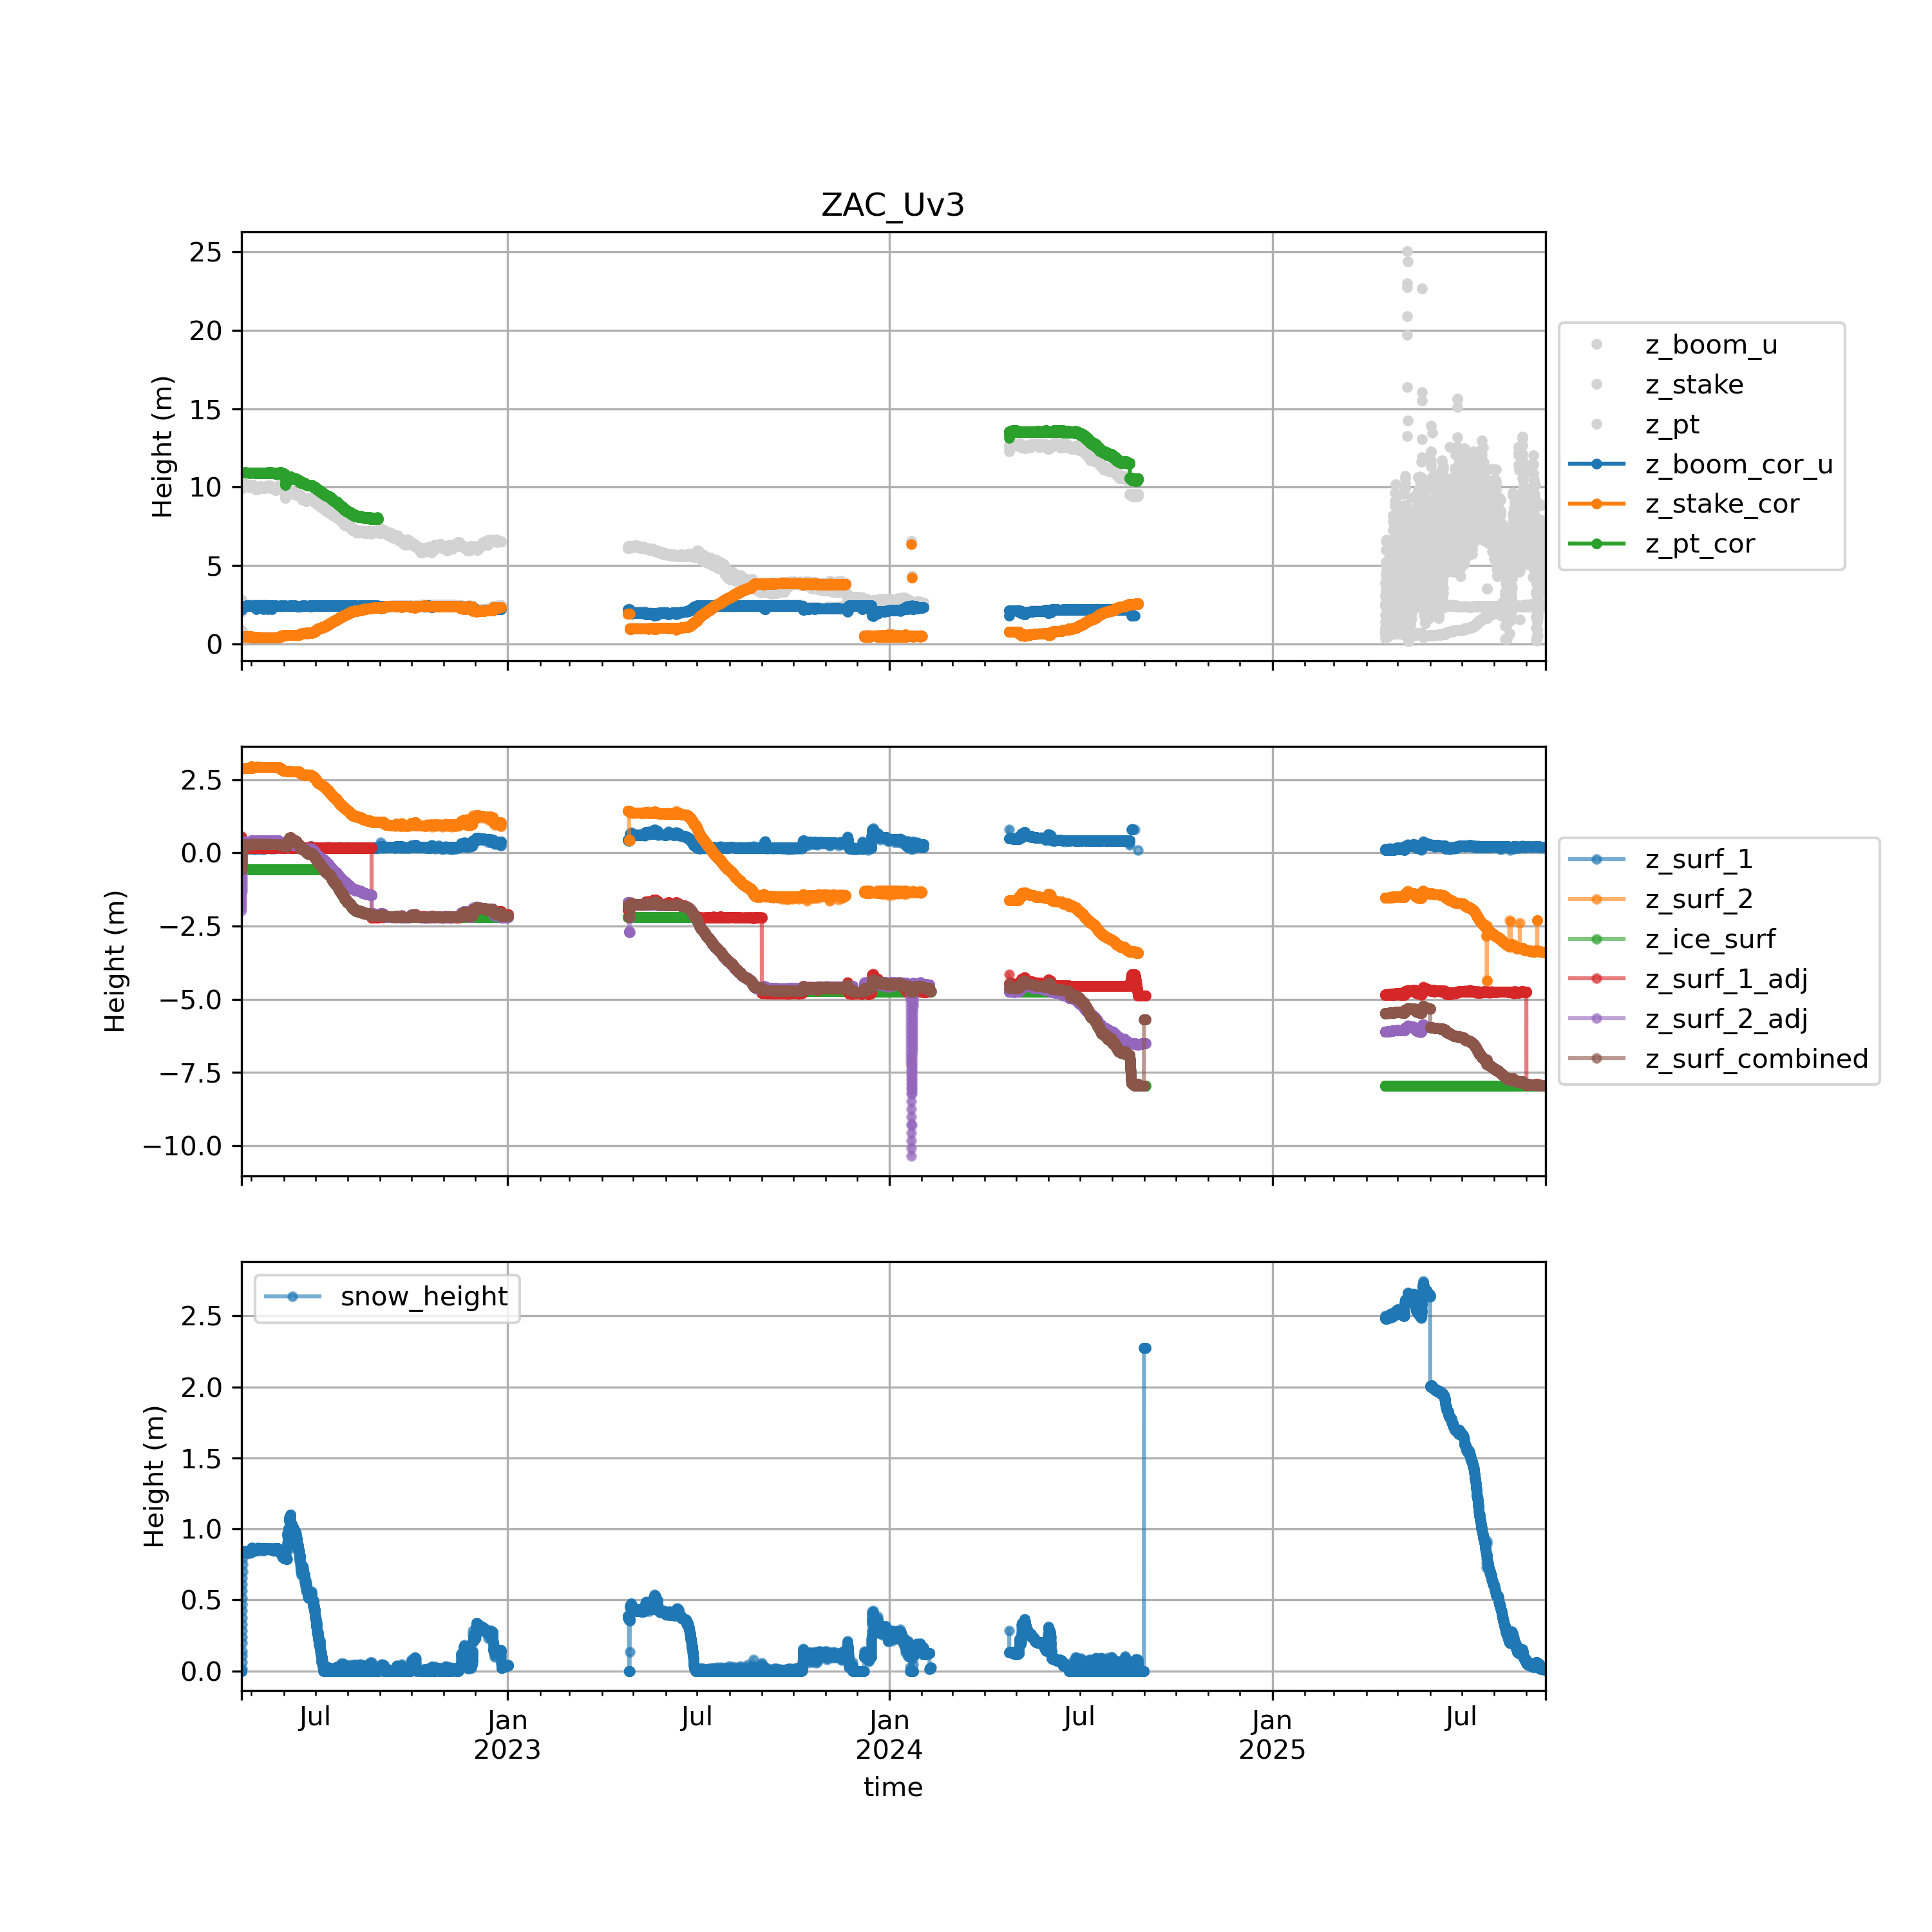 ZAC_Uv3
25
20
15
10
5
0
Height (m)
z_boom_u
z_stake
z_pt
z_boom_cor_u
z_stake_cor
z_pt_cor
2.5
0.0
−2.5
−5.0
−7.5
−10.0
Height (m)
z_surf_1
z_surf_2
z_ice_surf
z_surf_1_adj
z_surf_2_adj
z_surf_combined
snow_height
2.5
2.0
1.5
1.0
0.5
0.0
Height (m)
Jul Jan Jul Jan Jul Jan Jul
2023 2024 2025
time